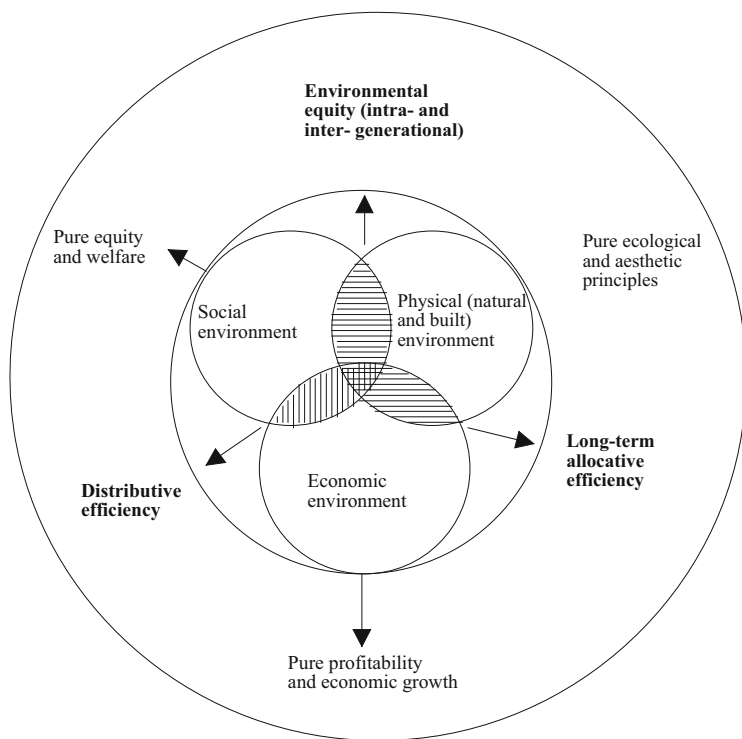 Environmental
equity (intra- and
inter- generational)
Pure equity
and welfare
Pure ecological
and aesthetic
principles
Social
environment
Physical (natural
and built)
environment
Distributive
efficiency
Economic
environment
Long-term
allocative
efficiency
Pure profitability
and economic growth